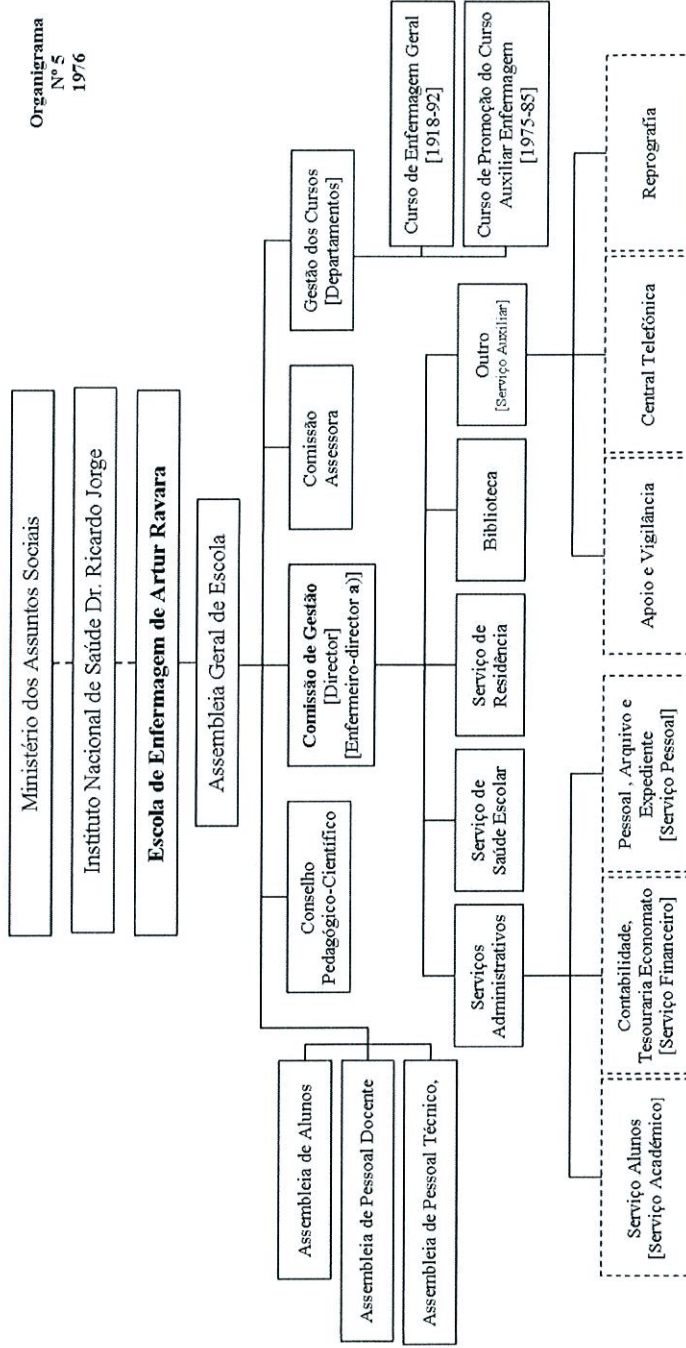 Organigrama
Nº 5
1976
Ministério dos Assuntos Sociais
Instituto Nacional de Saúde Dr. Ricardo Jorge
Escola de Enfermagem de Artur Ravara
Assembleia Geral de Escola
Assembleia de Alunos
Assembleia de Pessoal Docente
Assembleia de Pessoal Técnico,
Conselho
Pedagógico-Científico
Comissão de Gestão
[Director]
[Enfermeiro-director a)]
Comissão
Assessora
Gestão dos Cursos
[Departamentos]
Curso de Enfermagem Geral
[1918-92]
Curso de Promoção do Curso
Auxiliar Enfermagem
[1975-85]
Serviços
Administrativos
Serviço de
Saúde Escolar
Serviço de
Residência
Biblioteca
Outro
[Serviço Auxiliar]
Serviço Alunos
[Serviço Académico]
Contabilidade,
Tesouraria Economato
[Serviço Financeiro]
Pessoal , Arquivo e
Expediente
[Serviço Pessoal]
Apoio e Vigilância
Central Telefónica
Reprografia